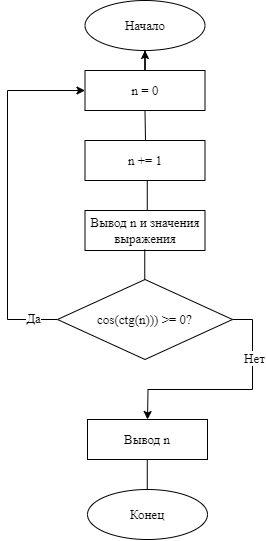 Начало
n = 0
n += 1
Вывод n и значения
выражения
cos(ctg(n))) >= 0?
Да
Нет
Вывод n
Конец